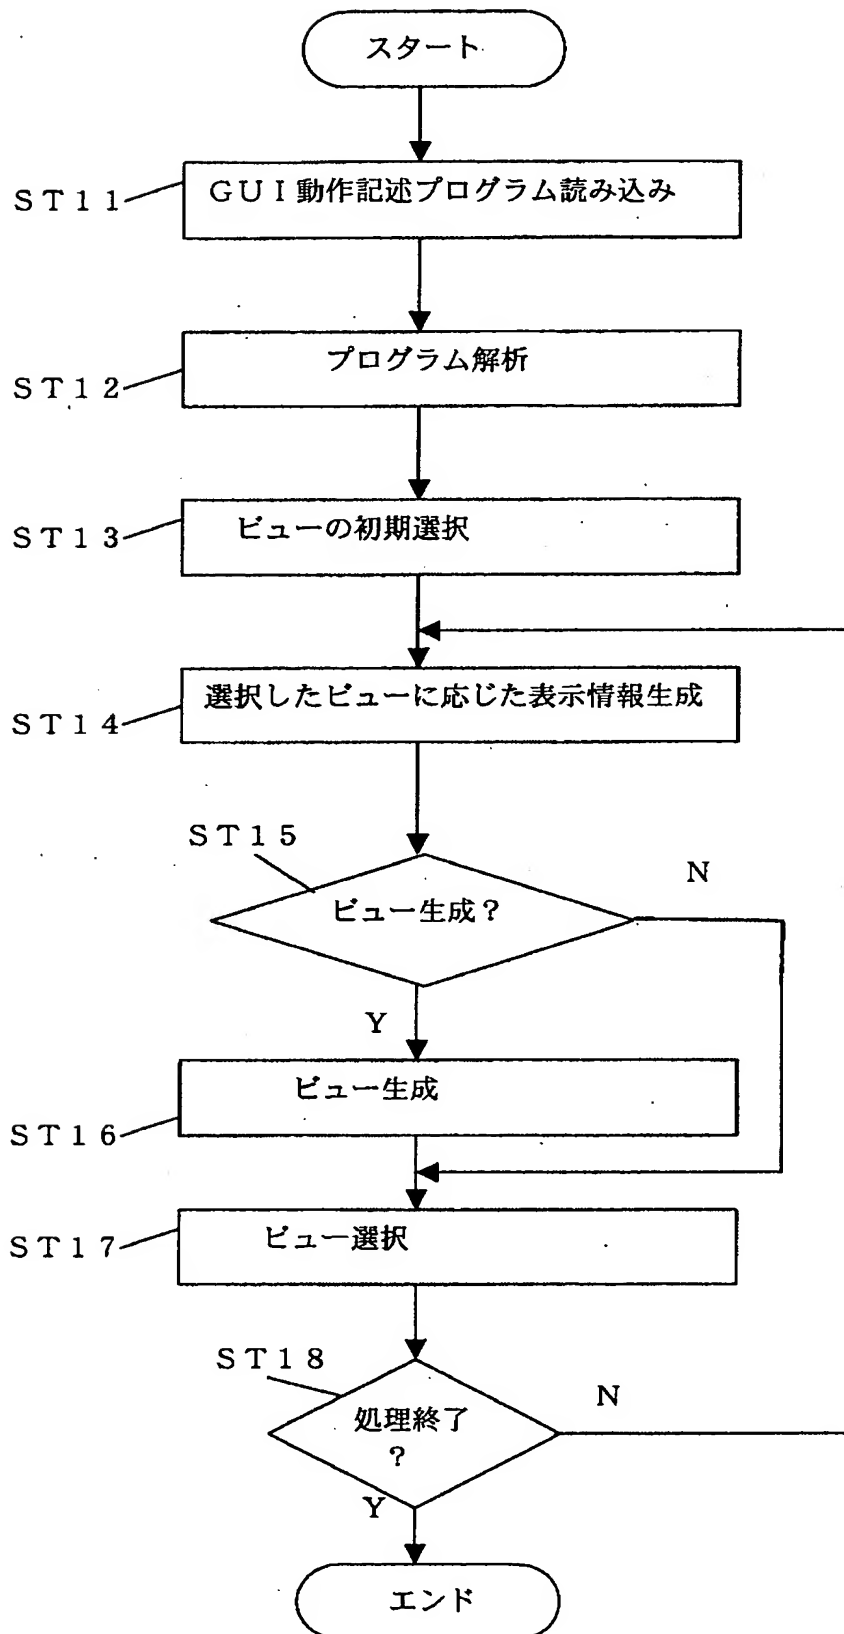 スタート
ST11
GUI動作記述プログラム読み込み
ST12
プログラム解析
ST13
ビューの初期選択
ST14
選択したビューに応じた表示情報生成
ST15
ビュー生成？
N
Y
ST16
ビュー生成
ST17
ビュー選択
ST18
処理終了
？
N
Y
エンド